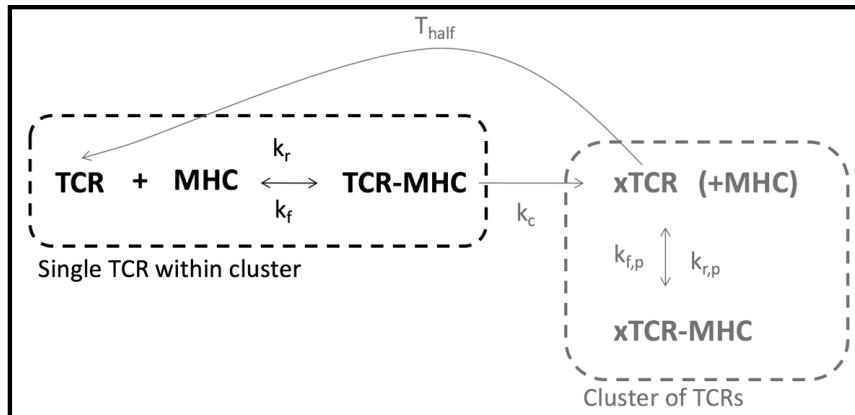 T_half
k_r
TCR + MHC TCR-MHC
k_f
Single TCR within cluster
k_c
xTCR (+MHC)
k_f,p k_r,p
xTCR-MHC
Cluster of TCRs